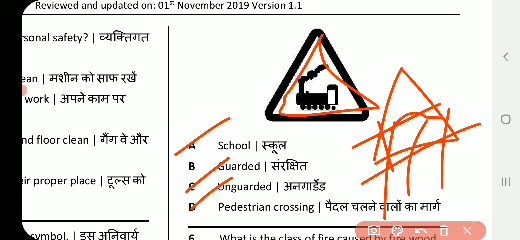 Reviewed and updated on: 01st November 2019 Version 1.1
sonal safety? | व्यक्तिगत
ean | मशीन को साफ रखें
work | अपने काम पर
nd floor clean | गैंग वे और
eir proper place | टूल्स को
symbol. | इस अनिवार्य
A School | स्कूल
B Guarded | संरक्षित
C Unguarded | अनगार्डेड
D Pedestrian crossing | पैदल चलने वालों का मार्ग
6. What is the class of fire caused by fire wood